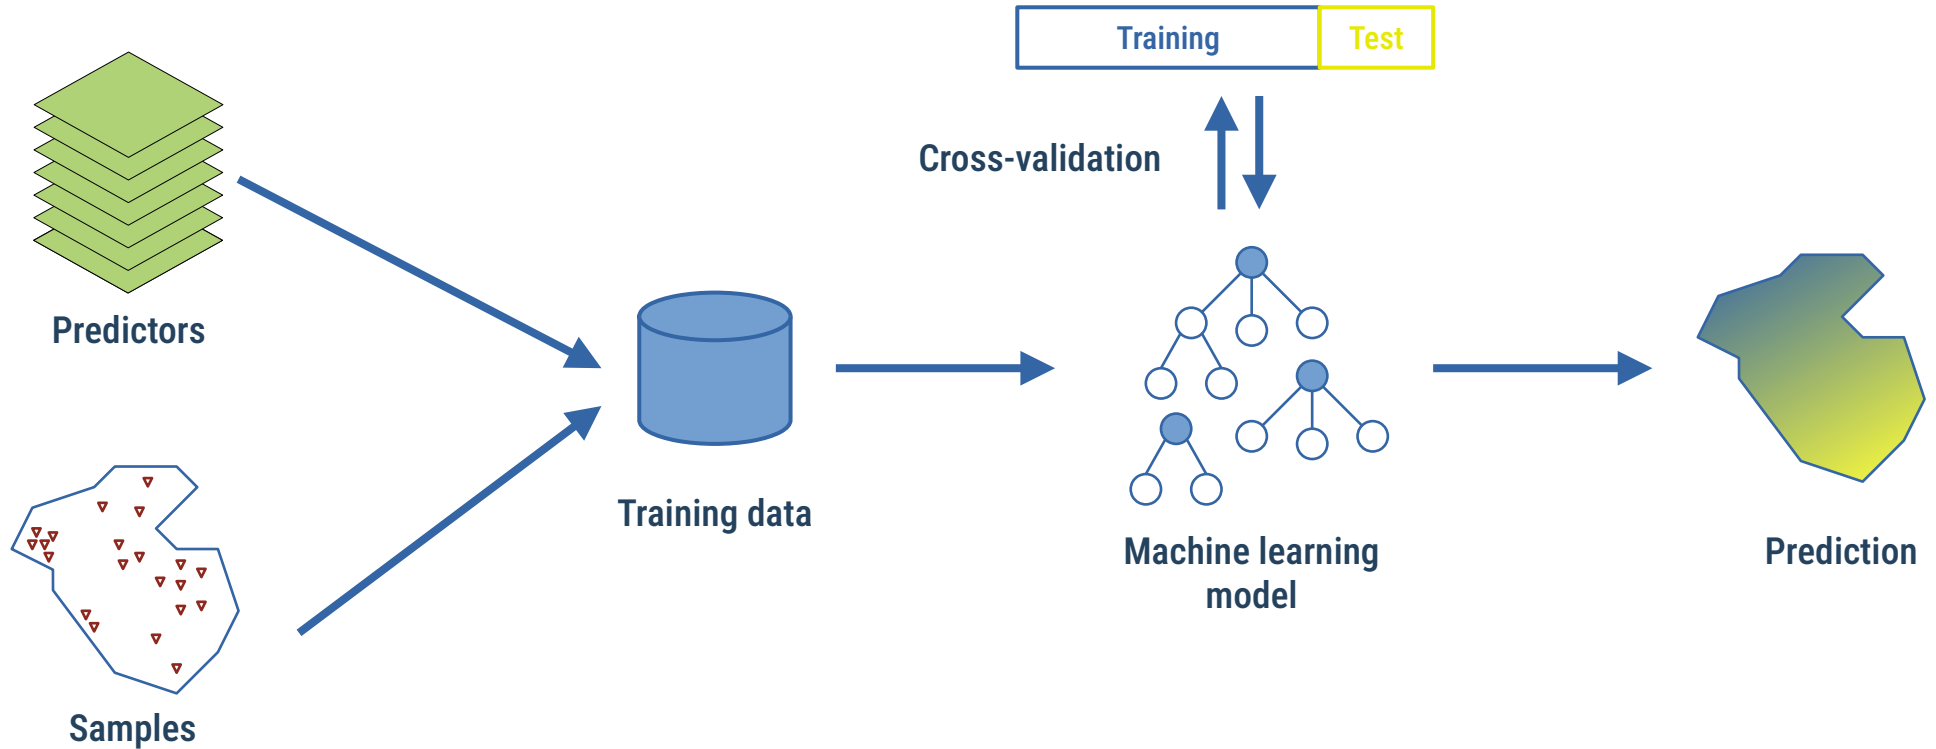 Training
Test
Cross-validation
Predictors
Training data
Machine learning
model
Prediction
Samples